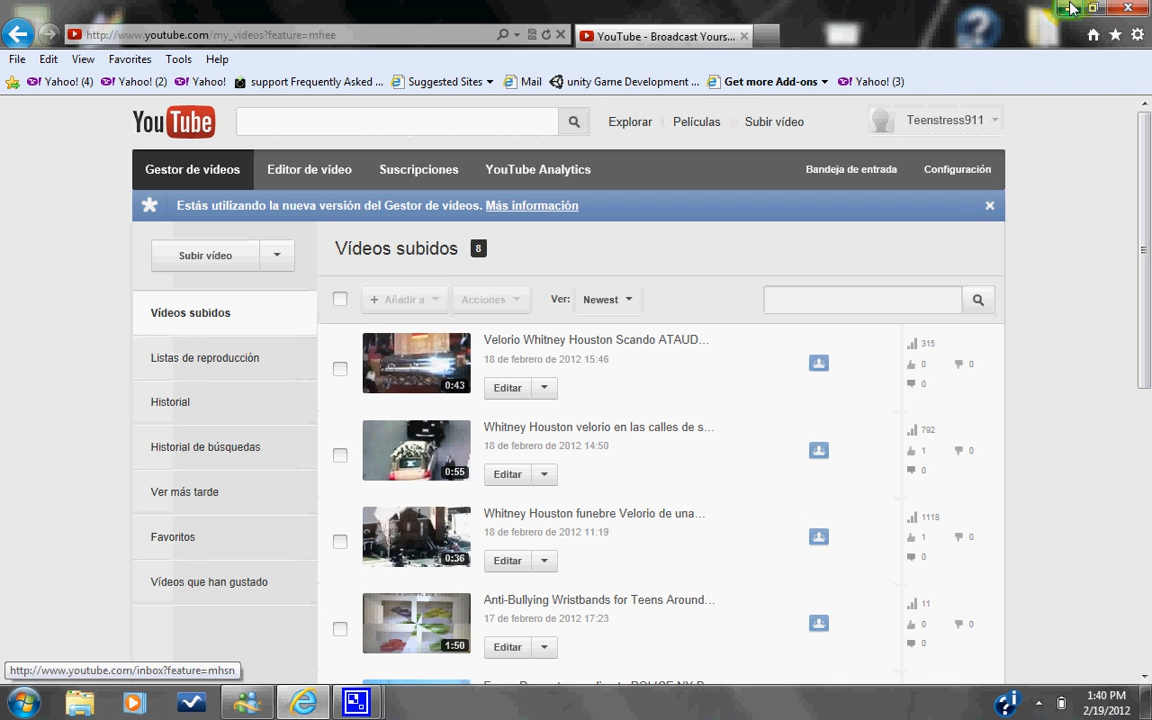 http://www.youtube.com/my_videos?feature=mhee
YouTube - Broadcast Yours...
File Edit View Favorites Tools Help
Yahoo! (4) Yahoo! (2) Yahoo! support Frequently Asked ... Suggested Sites Mail unity Game Development ... Get more Add-ons Yahoo! (3)
YouTube
Explorar Películas Subir vídeo Teenstress911
Gestor de vídeos Editor de vídeo Suscripciones YouTube Analytics Bandeja de entrada Configuración
Estás utilizando la nueva versión del Gestor de vídeos. Más información
Subir vídeo
Vídeos subidos 8
+ Añadir a Acciones Ver: Newest
Vídeos subidos
Listas de reproducción
Historial
Historial de búsquedas
Ver más tarde
Favoritos
Vídeos que han gustado
Velorio Whitney Houston Scando ATAUD...
18 de febrero de 2012 15:46
0:43
Editar
315
0 0
0
Whitney Houston velorio en las calles de s...
18 de febrero de 2012 14:50
0:55
Editar
792
1 0
0
Whitney Houston funebre Velorio de una...
18 de febrero de 2012 11:19
0:36
Editar
1118
1 0
0
Anti-Bullying Wristbands for Teens Around...
17 de febrero de 2012 17:23
1:50
Editar
11
0 0
0
http://www.youtube.com/inbox?feature=mhsn
1:40 PM
2/19/2012